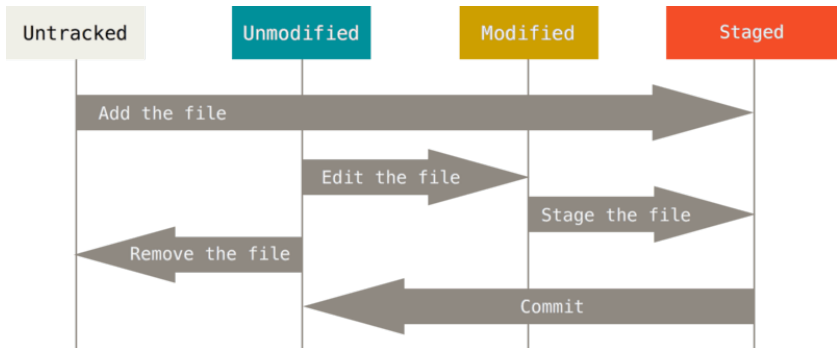 Untracked
Unmodified
Modified
Staged
Add the file
Edit the file
Stage the file
Remove the file
Commit